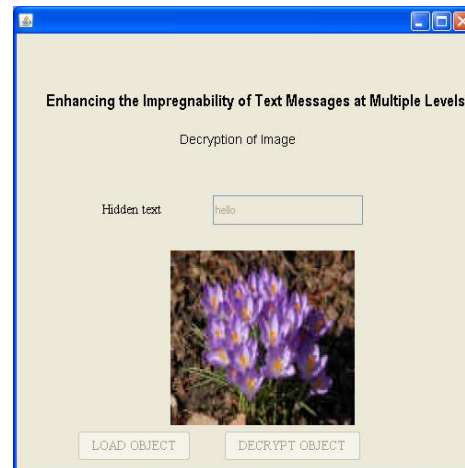 Enhancing the Impregnability of Text Messages at Multiple Levels
Decryption of Image
Hidden text
hello
LOAD OBJECT
DECRYPT OBJECT